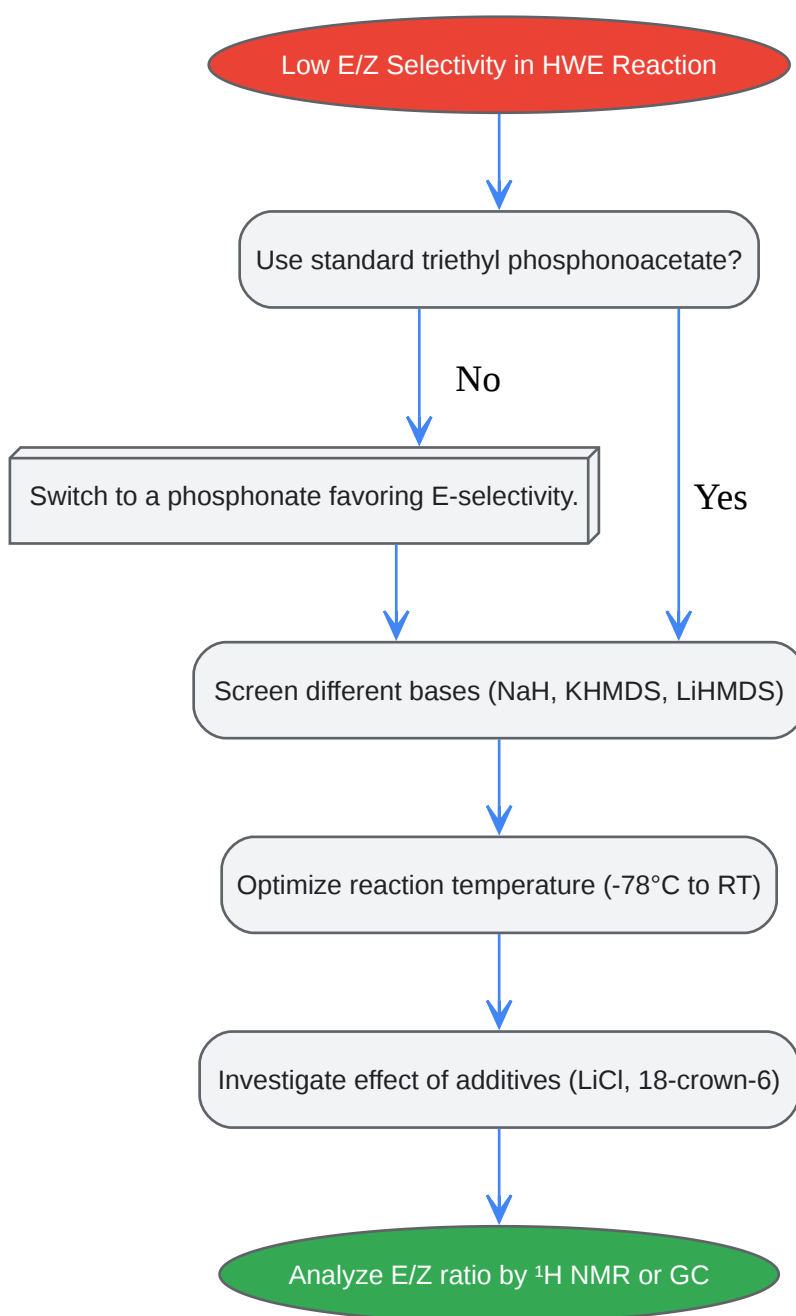 Low E/Z Selectivity in HWE Reaction
Use standard triethyl phosphonoacetate?
No
Switch to a phosphonate favoring E-selectivity.
Yes
Screen different bases (NaH, KHMDS, LiHMDS)
Optimize reaction temperature (-78°C to RT)
Investigate effect of additives (LiCl, 18-crown-6)
Analyze E/Z ratio by ¹H NMR or GC